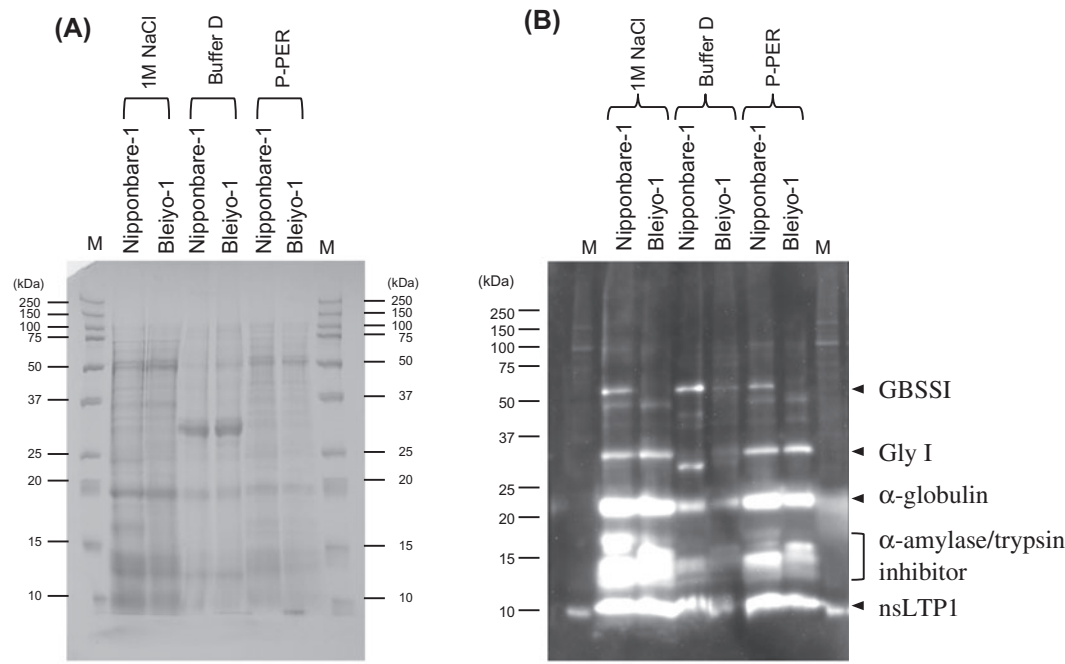 (A)
1M NaCl
Buffer D
P-PER
M
Nipponbare-1
Bleiyo-1
Nipponbare-1
Bleiyo-1
Nipponbare-1
Bleiyo-1
M
(kDa)
250
150
100
75
50
37
25
20
15
10
(kDa)
250
150
100
75
50
37
25
20
15
10
(B)
1M NaCl
Buffer D
P-PER
M
Nipponbare-1
Bleiyo-1
Nipponbare-1
Bleiyo-1
Nipponbare-1
Bleiyo-1
M
(kDa)
250
150
100
75
50
37
25
20
15
10
GBSSI
Gly I
α-globulin
α-amylase/trypsin
inhibitor
nsLTP1